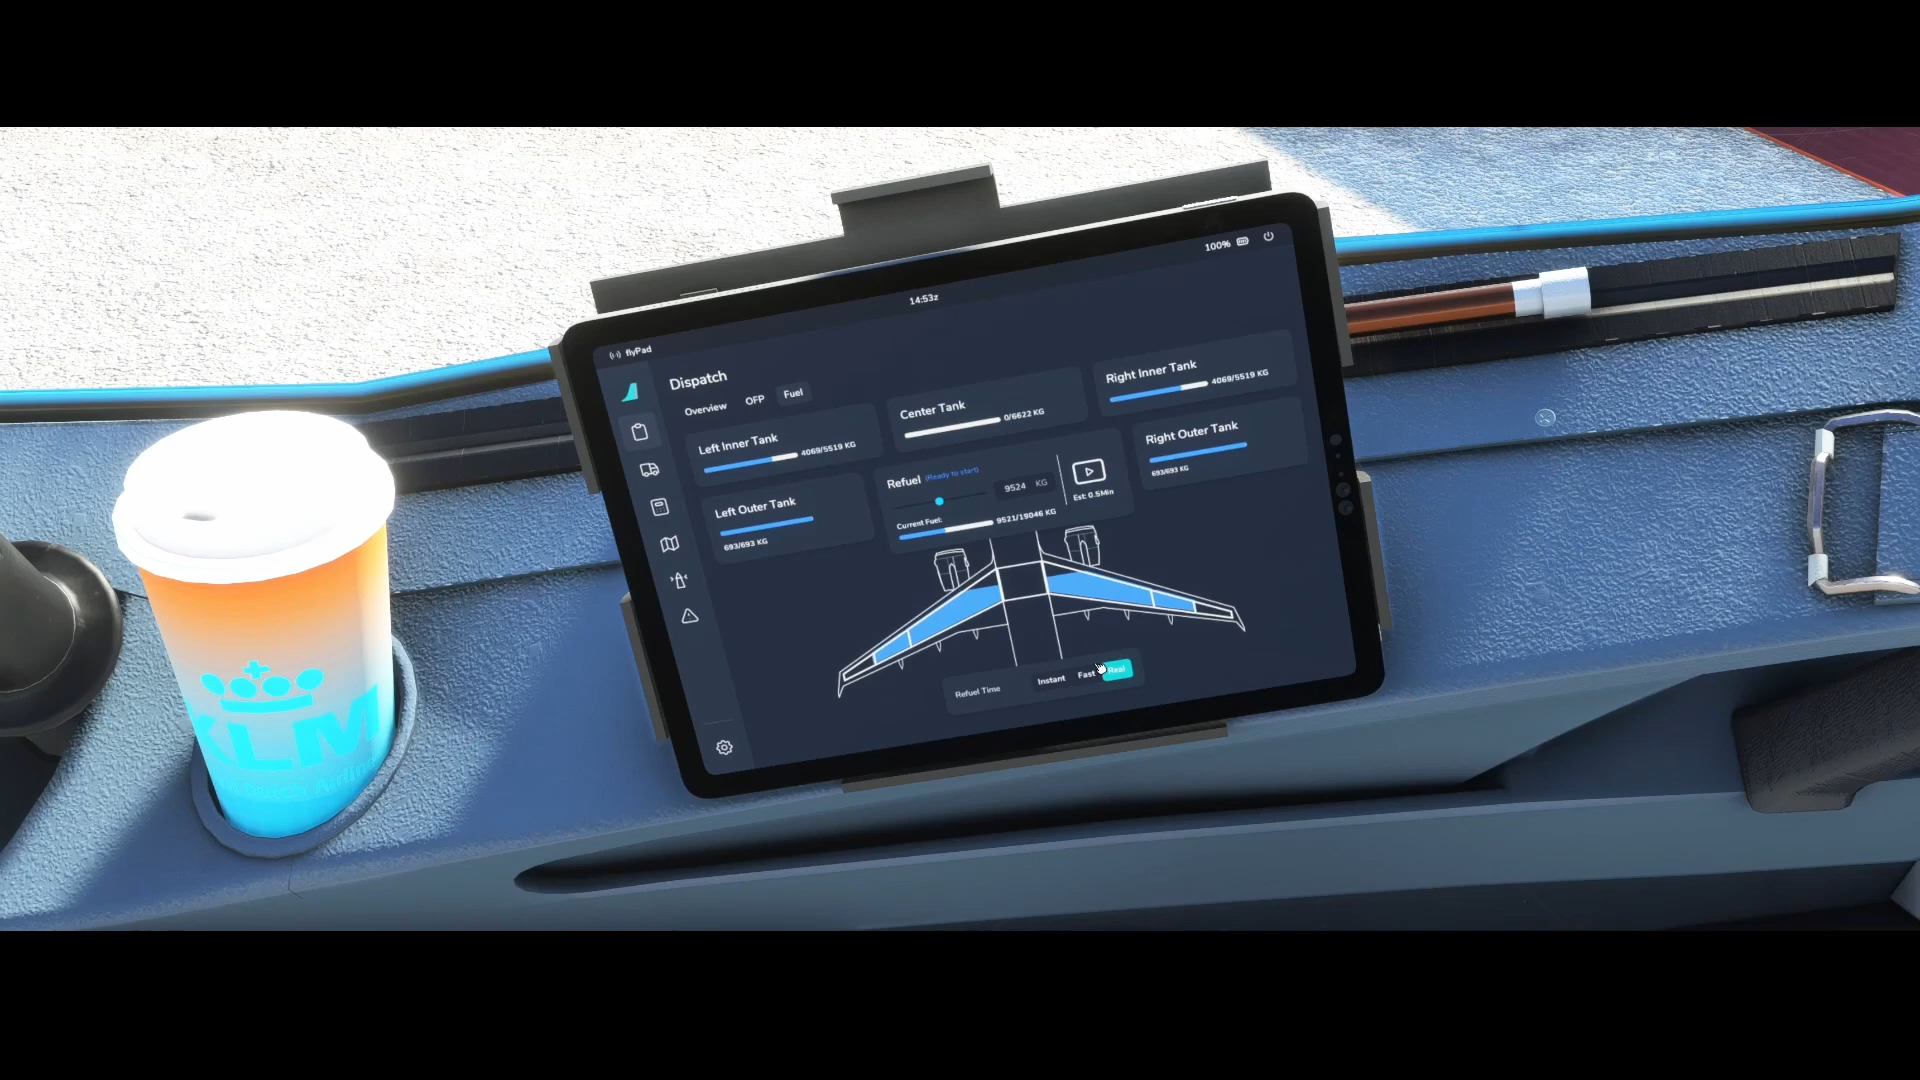 100%
14:53z
flyPad
Dispatch
Overview OFP Fuel
Left Inner Tank
4069/5519 KG
Center Tank
0/6622 KG
Right Inner Tank
4069/5519 KG
Left Outer Tank
693/693 KG
Refuel (Ready to start)
9524 KG
Est: 0.5Min
Current Fuel:
9521/19046 KG
Right Outer Tank
693/693 KG
Refuel Time
Instant Fast Real
KLM